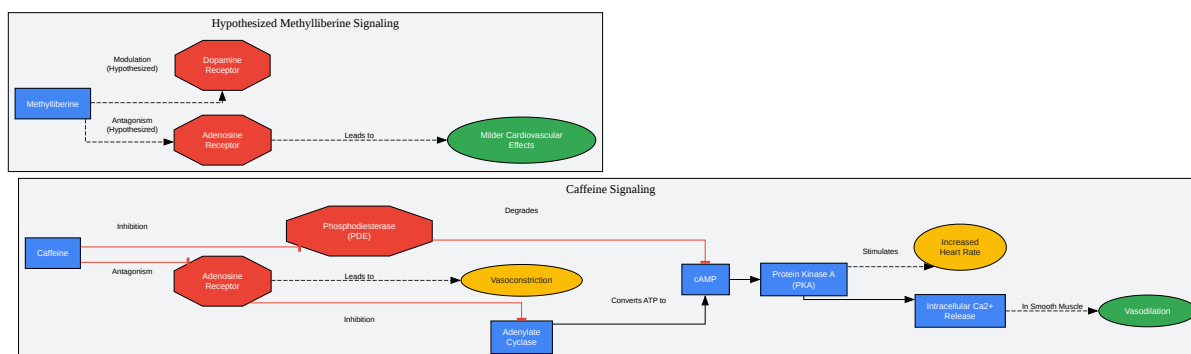 Hypothesized Methylliberine Signaling
Modulation
(Hypothesized)
Dopamine
Receptor
Methylliberine
Antagonism
(Hypothesized)
Adenosine
Receptor
Leads to
Milder Cardiovascular
Effects
Caffeine Signaling
Degrades
Inhibition
Phosphodiesterase
(PDE)
Caffeine
Antagonism
Adenosine
Receptor
Leads to
Vasoconstriction
Inhibition
Adenylate
Cyclase
Converts ATP to
cAMP
Protein Kinase A
(PKA)
Stimulates
Increased
Heart Rate
Intracellular Ca2+
Release
In Smooth Muscle
Vasodilation